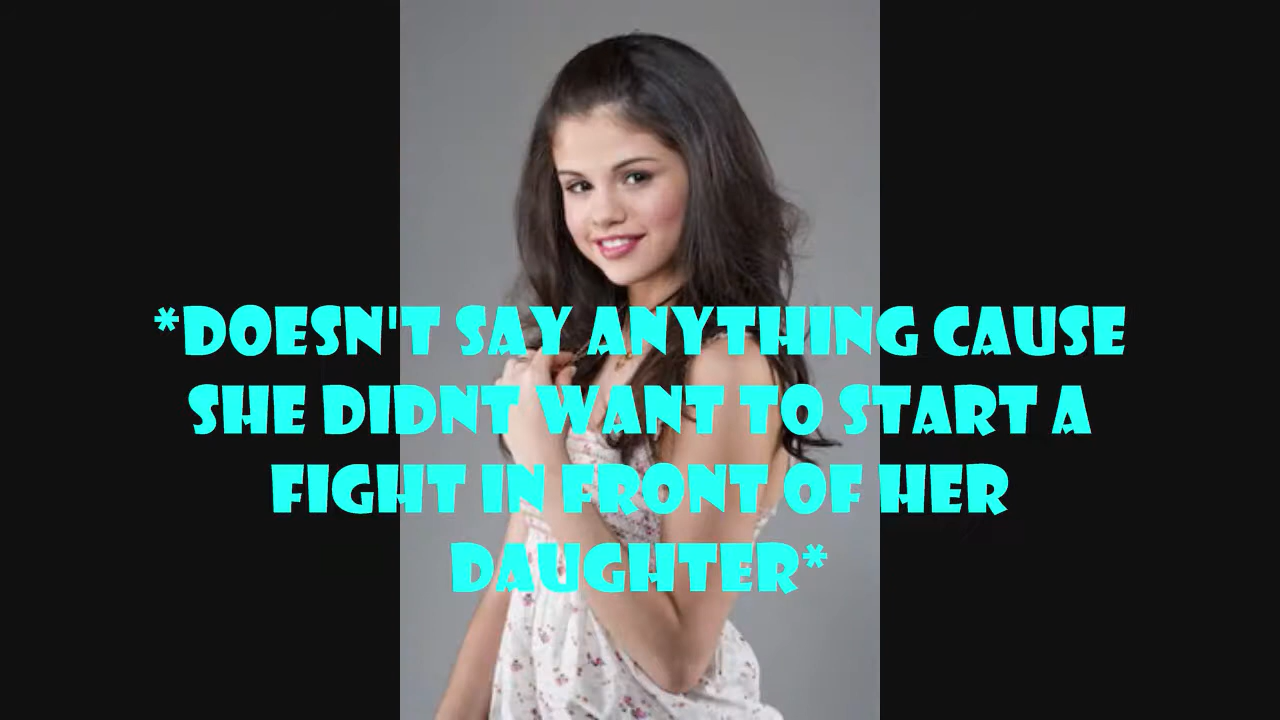 *DOESN'T SAY ANYTHING CAUSE
SHE DIDNT WANT TO START A
FIGHT IN FRONT OF HER
DAUGHTER*